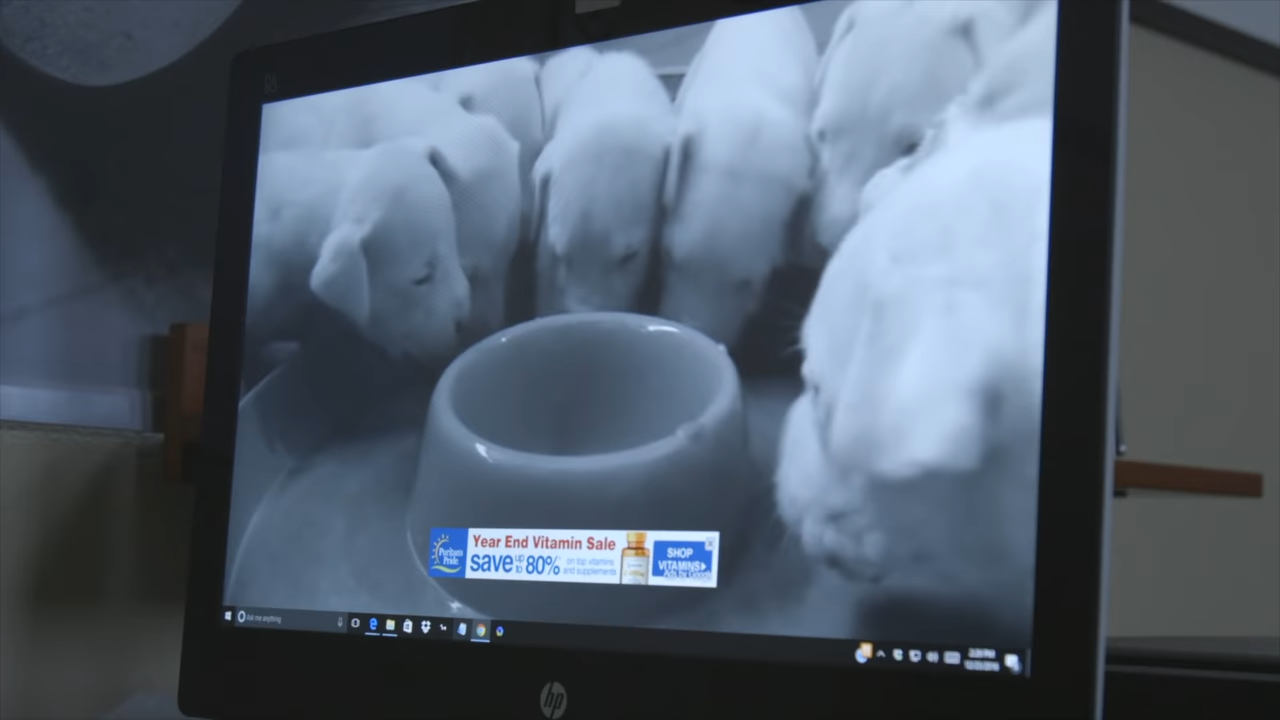 Puritan's
Pride
Year End Vitamin Sale
save up to 80%
on top vitamins
and supplements
SHOP
VITAMINS
Ask me anything
hp